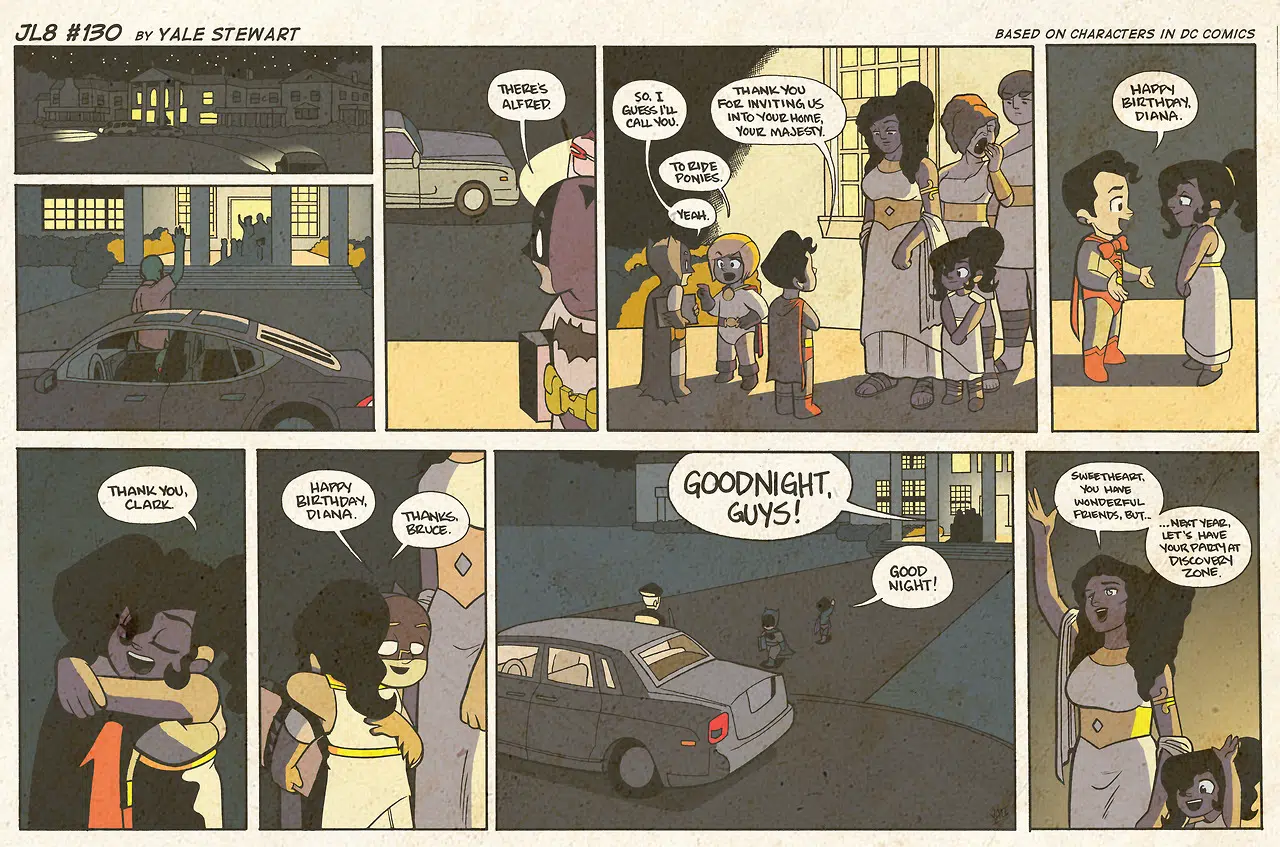 JL8 #130 BY YALE STEWART
BASED ON CHARACTERS IN DC COMICS
THERE'S
ALFRED.
SO, I
GUESS I'LL
CALL YOU.
TO RIDE
PONIES.
YEAH.
THANK YOU
FOR INVITING US
INTO YOUR HOME,
YOUR MAJESTY.
HAPPY
BIRTHDAY,
DIANA.
THANK YOU,
CLARK.
HAPPY
BIRTHDAY,
DIANA.
THANKS,
BRUCE.
GOODNIGHT,
GUYS!
GOOD
NIGHT!
SWEETHEART,
YOU HAVE
WONDERFUL
FRIENDS, BUT...
...NEXT YEAR,
LET'S HAVE
YOUR PARTY AT
DISCOVERY
ZONE.